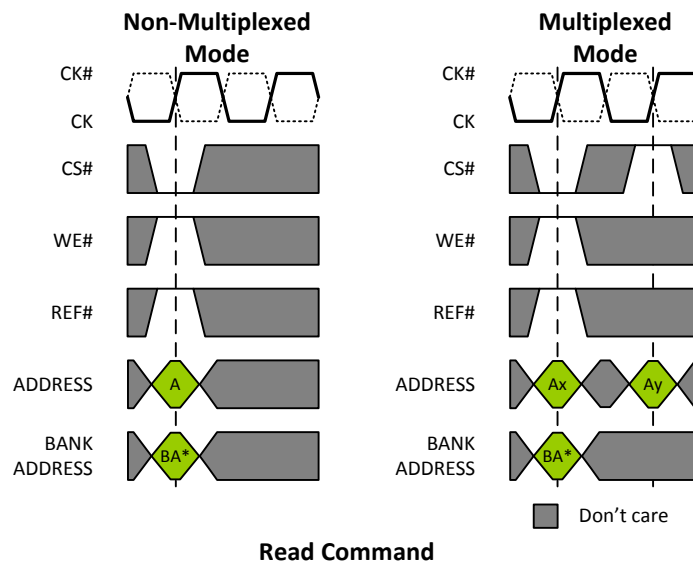 Non-Multiplexed
Mode
CK#
CK
CS#
WE#
REF#
ADDRESS
A
BANK
ADDRESS
BA*
Multiplexed
Mode
CK#
CK
CS#
WE#
REF#
ADDRESS
Ax
Ay
BANK
ADDRESS
BA*
Don't care
Read Command